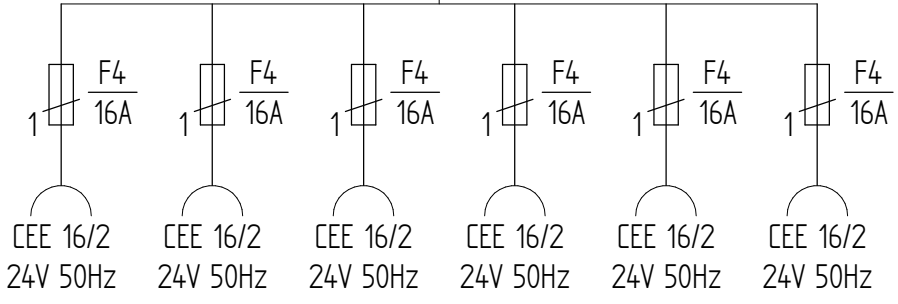 F4 F4 F4 F4 F4 F4
16A 16A 16A 16A 16A 16A
1 1 1 1 1 1
CEE 16/2 CEE 16/2 CEE 16/2 CEE 16/2 CEE 16/2 CEE 16/2
24V 50Hz 24V 50Hz 24V 50Hz 24V 50Hz 24V 50Hz 24V 50Hz